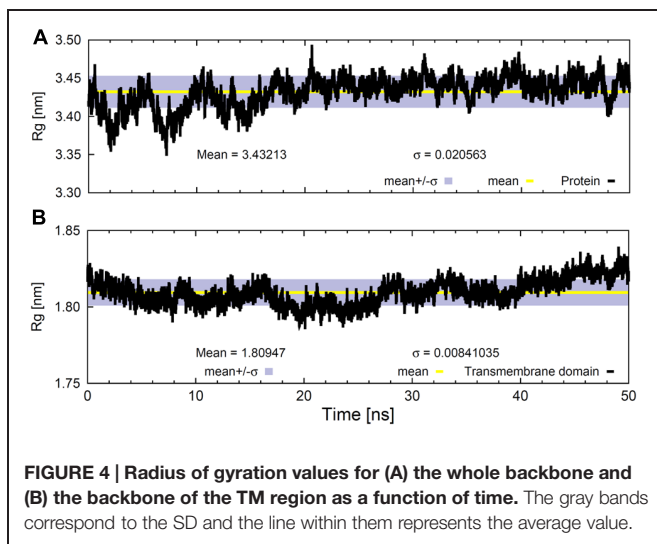 A
3.50
3.45
3.40
3.35
3.30
Rg [nm]
Mean = 3.43213 σ = 0.020563
mean+/-σ mean Protein
B
1.85
1.80
1.75
Rg [nm]
Mean = 1.80947 σ = 0.00841035
mean+/-σ mean Transmembrane domain
0 10 20 30 40 50
Time [ns]
FIGURE 4 | Radius of gyration values for (A) the whole backbone and
(B) the backbone of the TM region as a function of time. The gray bands
correspond to the SD and the line within them represents the average value.